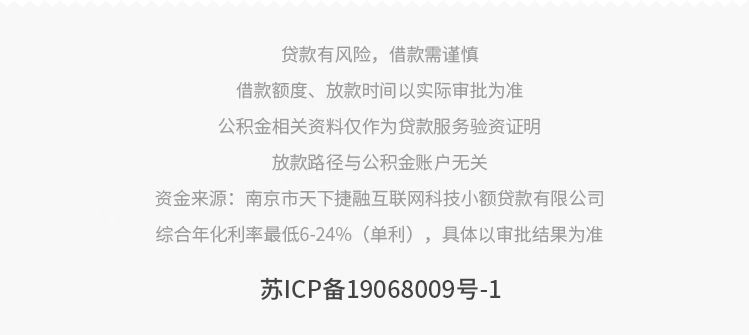 贷款有风险，借款需谨慎
借款额度、放款时间以实际审批为准
公积金相关资料仅作为贷款服务验资证明
放款路径与公积金账户无关
资金来源：南京市天下捷融互联网科技小额贷款有限公司
综合年化利率最低6-24%（单利），具体以审批结果为准
苏ICP备19068009号-1